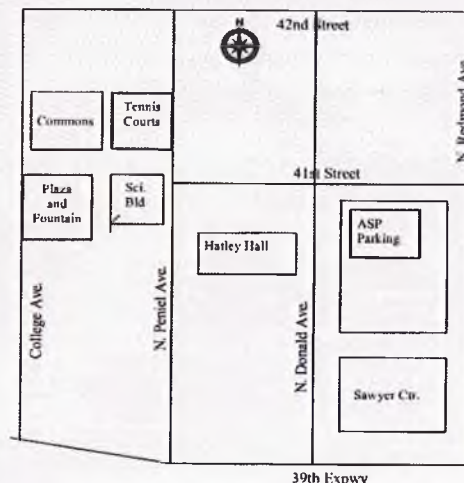 N
42nd Street
Commons
Tennis
Courts
N. Redmond Ave.
41st Street
Plaza
and
Fountain
Sci.
Bld
ASP
Parking
Hatley Hall
College Ave.
N. Peniel Ave.
N. Donald Ave.
Sawyer Ctr.
39th Expwy